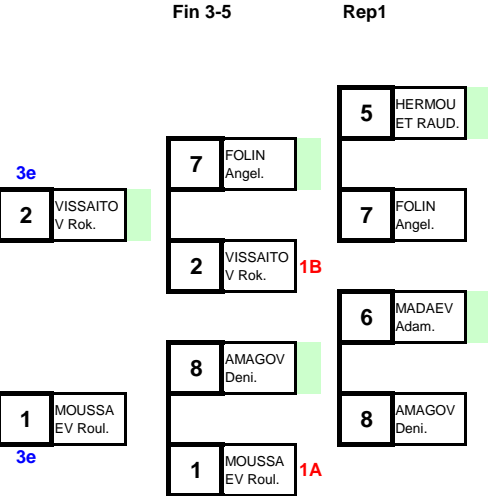 Fin 3-5
Rep1
5
HERMOU
ET RAUD.
7
FOLIN
Angel.
3e
2
VISSAITO
V Rok.
7
FOLIN
Angel.
2
VISSAITO
V Rok.
1B
6
MADAEV
Adam.
8
AMAGOV
Deni.
1
MOUSSA
EV Roul.
3e
8
AMAGOV
Deni.
1
MOUSSA
EV Roul.
1A